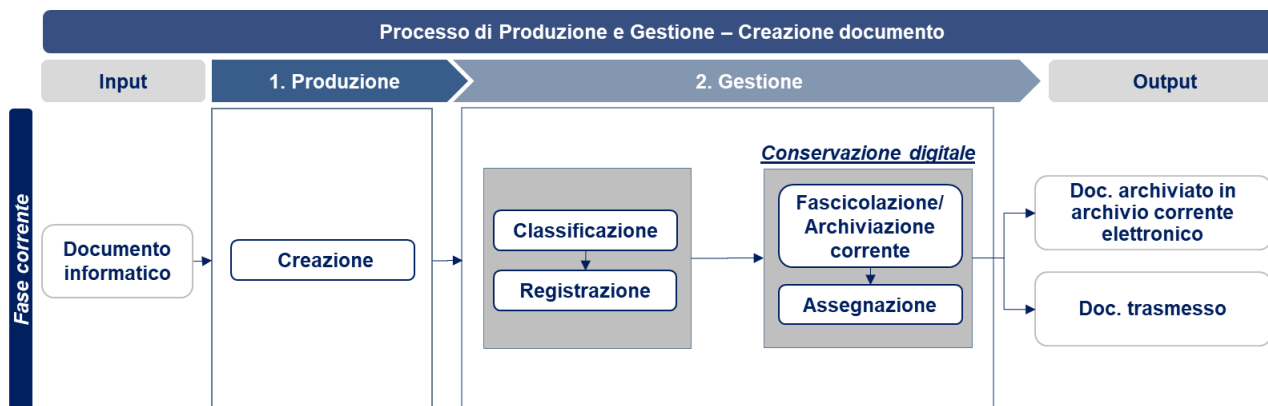 Processo di Produzione e Gestione – Creazione documento
Input
1. Produzione
2. Gestione
Output
Fase corrente
Documento
informatico
Creazione
Classificazione
Registrazione
Conservazione digitale
Fascicolazione/
Archiviazione
corrente
Assegnazione
Doc. archiviato in
archivio corrente
elettronico
Doc. trasmesso